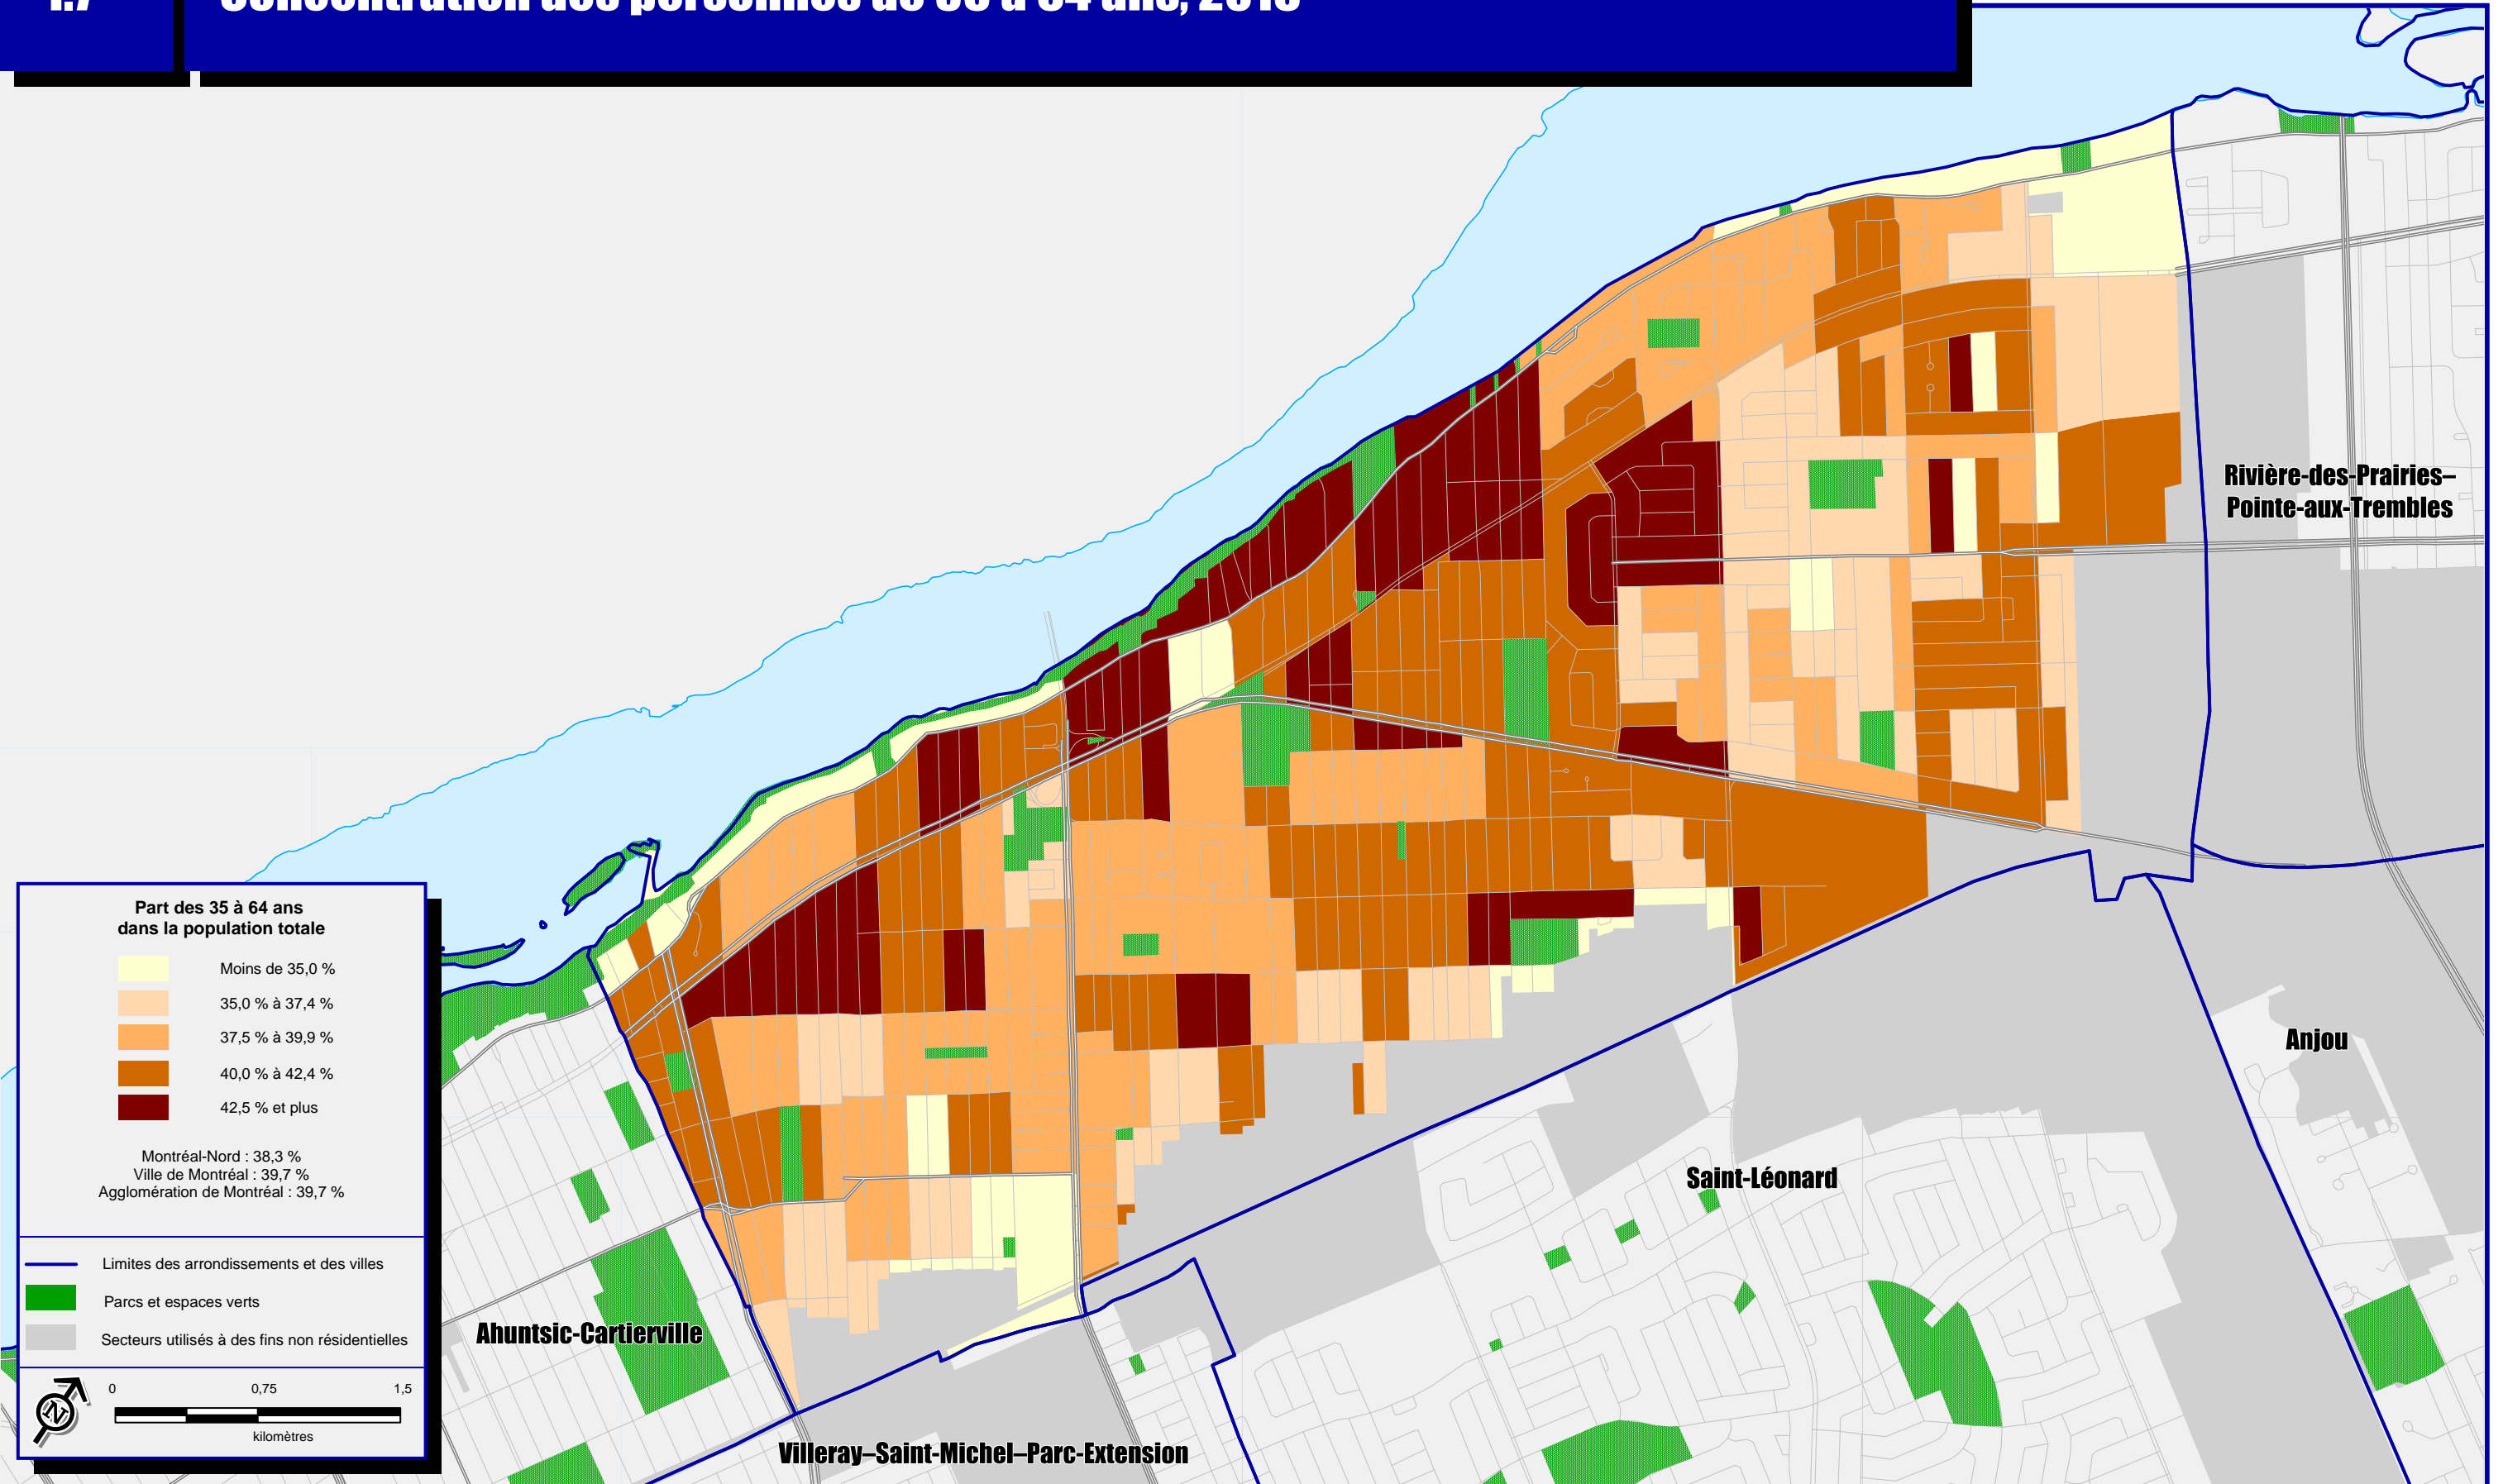 Rivière-des-Prairies–
Pointe-aux-Trembles
Part des 35 à 64 ans
dans la population totale
Moins de 35,0 %
35,0 % à 37,4 %
37,5 % à 39,9 %
40,0 % à 42,4 %
42,5 % et plus
Montréal-Nord : 38,3 %
Ville de Montréal : 39,7 %
Agglomération de Montréal : 39,7 %
Limites des arrondissements et des villes
Parcs et espaces verts
Secteurs utilisés à des fins non résidentielles
N
0 0,75 1,5
kilomètres
Anjou
Saint-Léonard
Ahuntsic-Cartierville
Villeray–Saint-Michel–Parc-Extension